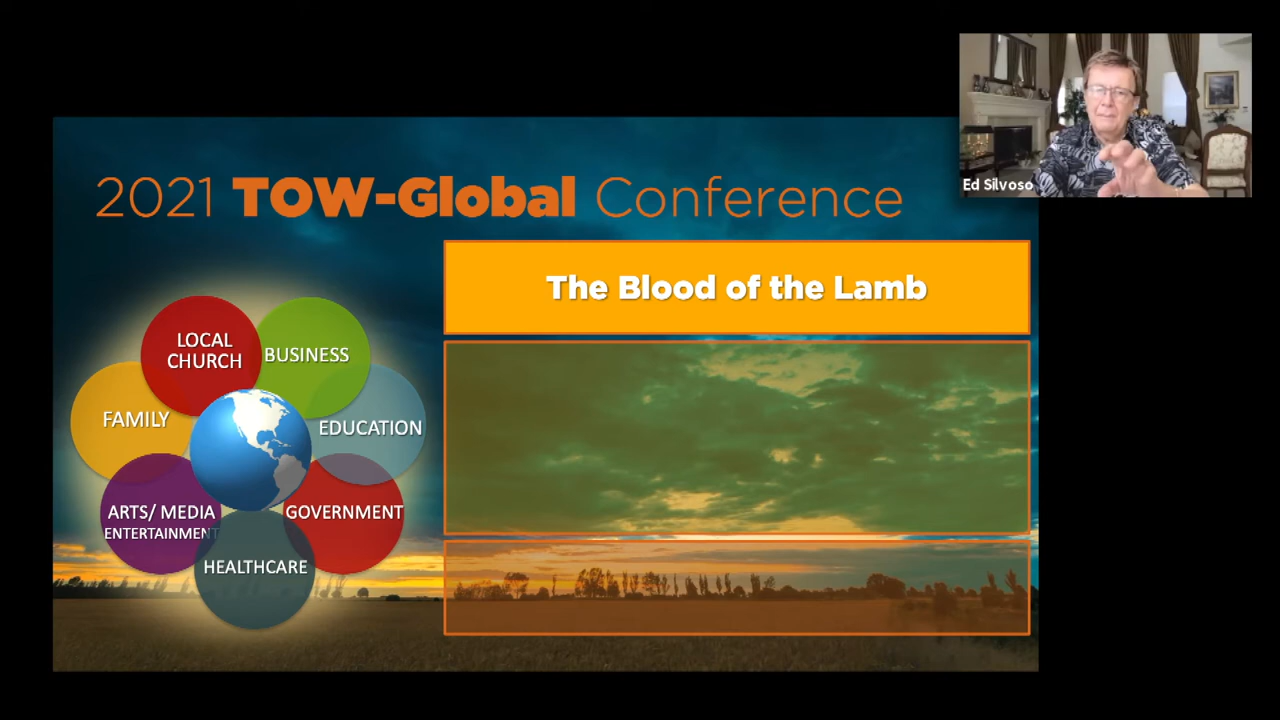 Ed Silvoso
2021 TOW-Global Conference
The Blood of the Lamb
LOCAL
CHURCH
BUSINESS
FAMILY
EDUCATION
ARTS/ MEDIA
ENTERTAINMENT
GOVERNMENT
HEALTHCARE